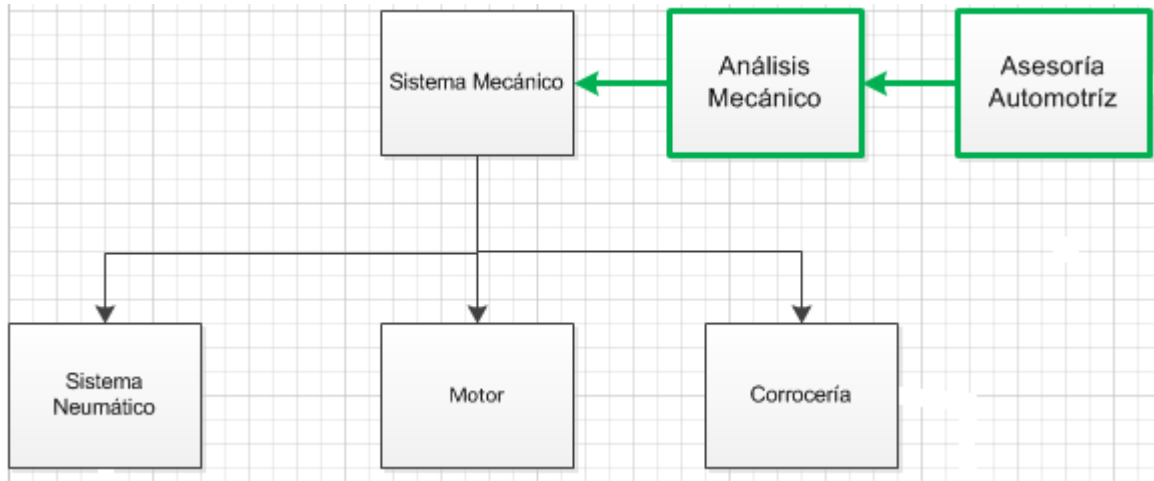 Sistema Mecánico
Análisis
Mecánico
Asesoría
Automotríz
Sistema
Neumático
Motor
Corrocería